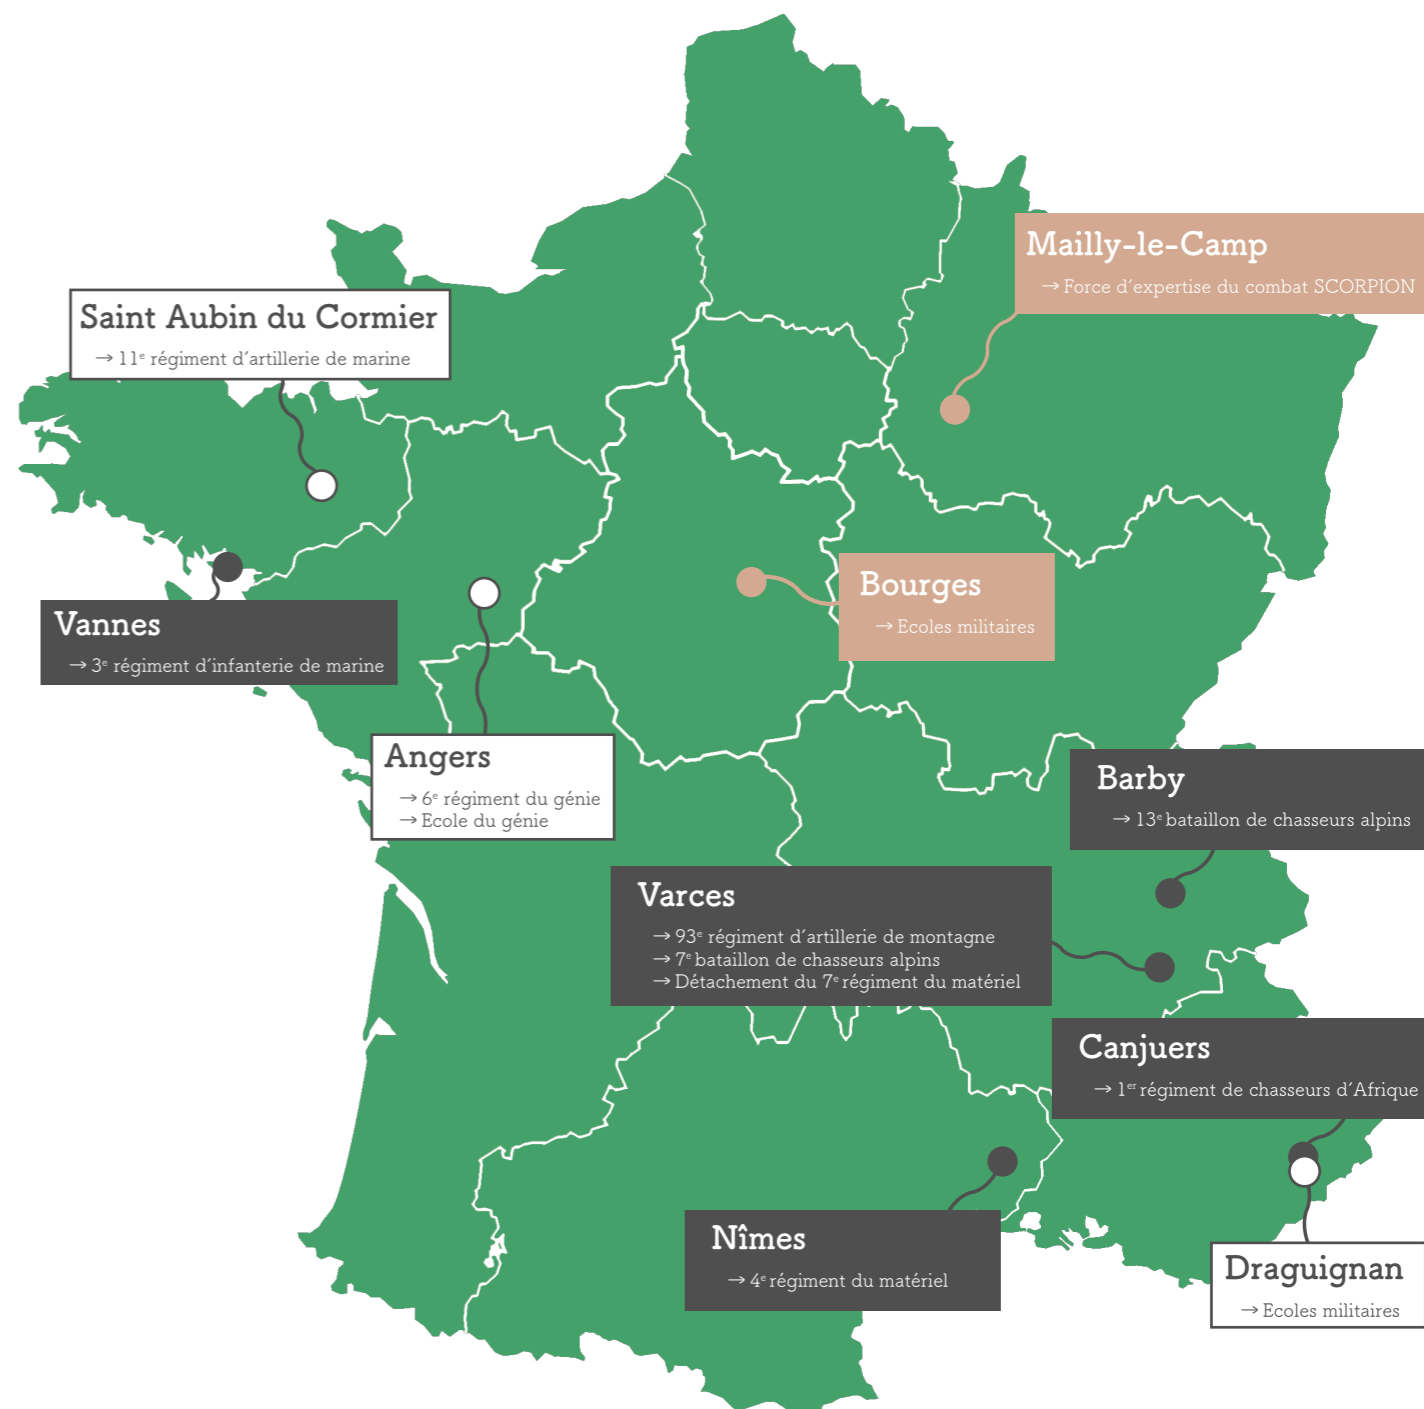 Mailly-le-Camp
→ Force d'expertise du combat SCORPION
Saint Aubin du Cormier
→ 11e régiment d'artillerie de marine
Bourges
→ Ecoles militaires
Vannes
→ 3e régiment d'infanterie de marine
Angers
→ 6e régiment du génie
→ Ecole du génie
Barby
→ 13e bataillon de chasseurs alpins
Varces
→ 93e régiment d'artillerie de montagne
→ 7e bataillon de chasseurs alpins
→ Détachement du 7e régiment du matériel
Canjuers
→ 1er régiment de chasseurs d'Afrique
Nîmes
→ 4e régiment du matériel
Draguignan
→ Ecoles militaires